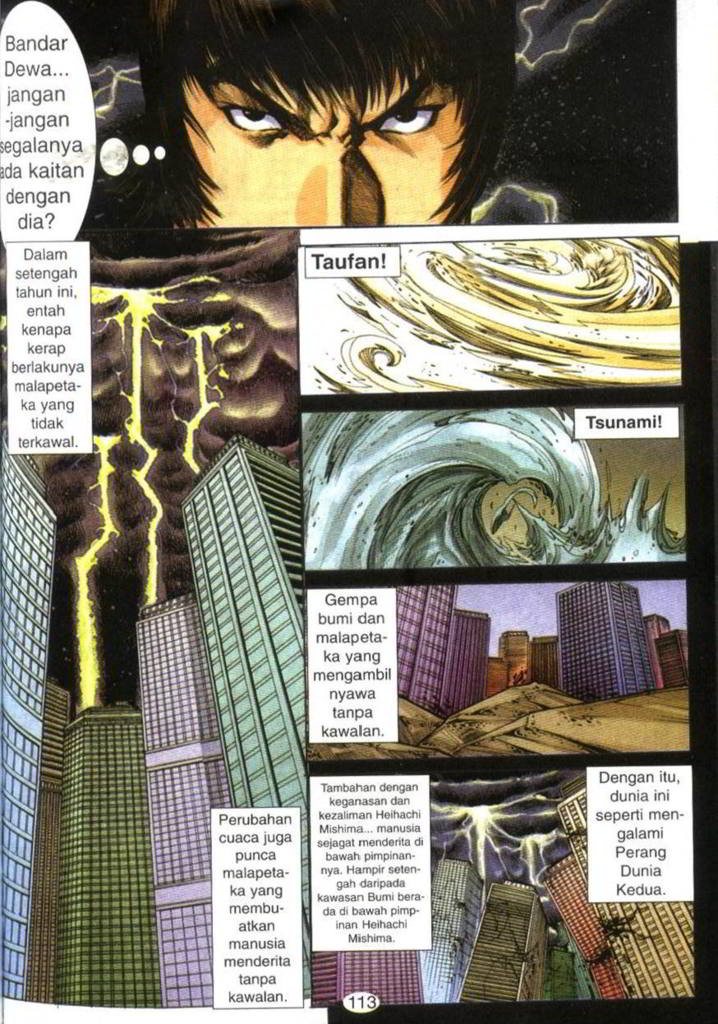 Bandar
Dewa...
jangan
-jangan
segalanya
ada kaitan
dengan
dia?
Dalam
setengah
tahun ini,
entah
kenapa
kerap
berlakunya
malapeta-
ka yang
tidak
terkawal.
Taufan!
Tsunami!
Gempa
bumi dan
malapeta-
ka yang
mengambil
nyawa
tanpa
kawalan.
Perubahan
cuaca juga
punca
malapeta-
ka yang
membu-
atkan
manusia
menderita
tanpa
kawalan.
Tambahan dengan
keganasan dan
kezaliman Heihachi
Mishima... manusia
sejagat menderita di
bawah pimpinan-
nya. Hampir seten-
gah daripada
kawasan Bumi bera-
da di bawah pimp-
inan Heihachi
Mishima.
Dengan itu,
dunia ini
seperti men-
galami
Perang
Dunia
Kedua.
113